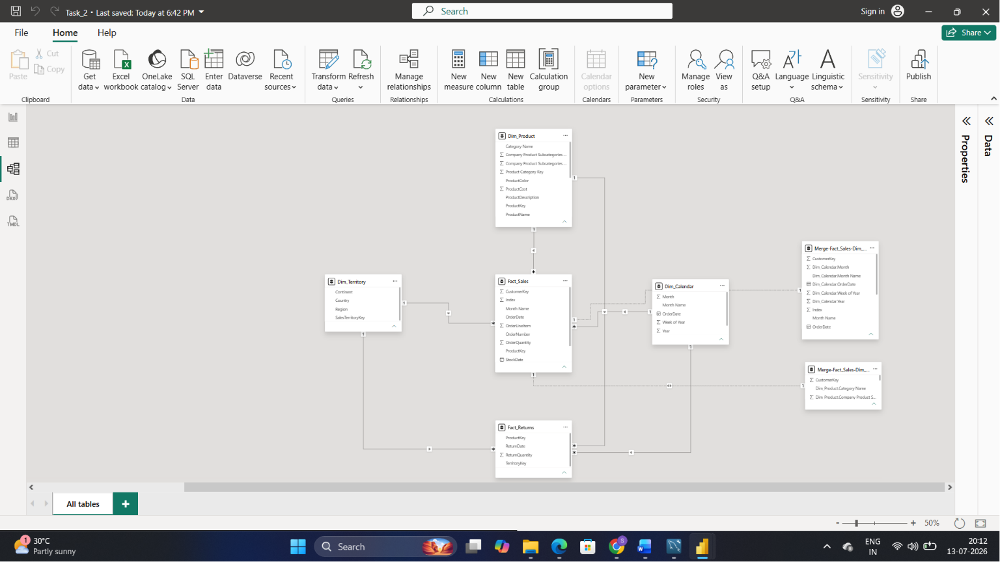 Task_2 • Last saved: Today at 6:42 PM
Search
Sign in
File
Home
Help
Share
Paste
Cut
Copy
Clipboard
Get data
Excel workbook
OneLake catalog
SQL Server
Enter data
Dataverse
Recent sources
Data
Transform data
Refresh
Queries
Manage relationships
Relationships
New measure
New column
New table
Calculation group
Calculations
Calendar options
Calendars
New parameter
Parameters
Manage roles
View as
Security
Q&A setup
Language
Linguistic schema
Q&A
Sensitivity
Sensitivity
Publish
Share
DAX
TMDL
Dim_Product
Category Name
Company Product Subcategories ...
Company Product Subcategories ...
Product Category Key
ProductColor
ProductCost
ProductDescription
ProductKey
ProductName
1
1
*
Dim_Territory
Continent
Country
Region
SalesTerritoryKey
1
1
Fact_Sales
CustomerKey
Index
Month Name
OrderDate
OrderLineItem
OrderNumber
OrderQuantity
ProductKey
StockDate
*
1
*
1
Dim_Calendar
Month
Month Name
OrderDate
Week of Year
Year
1
1
Merge-Fact_Sales-Dim_...
CustomerKey
Dim_Calendar.Month
Dim_Calendar.Month Name
Dim_Calendar.OrderDate
Dim_Calendar.Week of Year
Dim_Calendar.Year
Index
Month Name
OrderDate
1
Merge-Fact_Sales-Dim_...
CustomerKey
Dim_Product.Category Name
Dim_Product.Company Product S...
1
Fact_Returns
ProductKey
ReturnDate
ReturnQuantity
TerritoryKey
*
*
*
Properties
Data
All tables
+
- + 50%
1
30°C
Partly sunny
Search
S
ENG
IN
20:12
13-07-2026